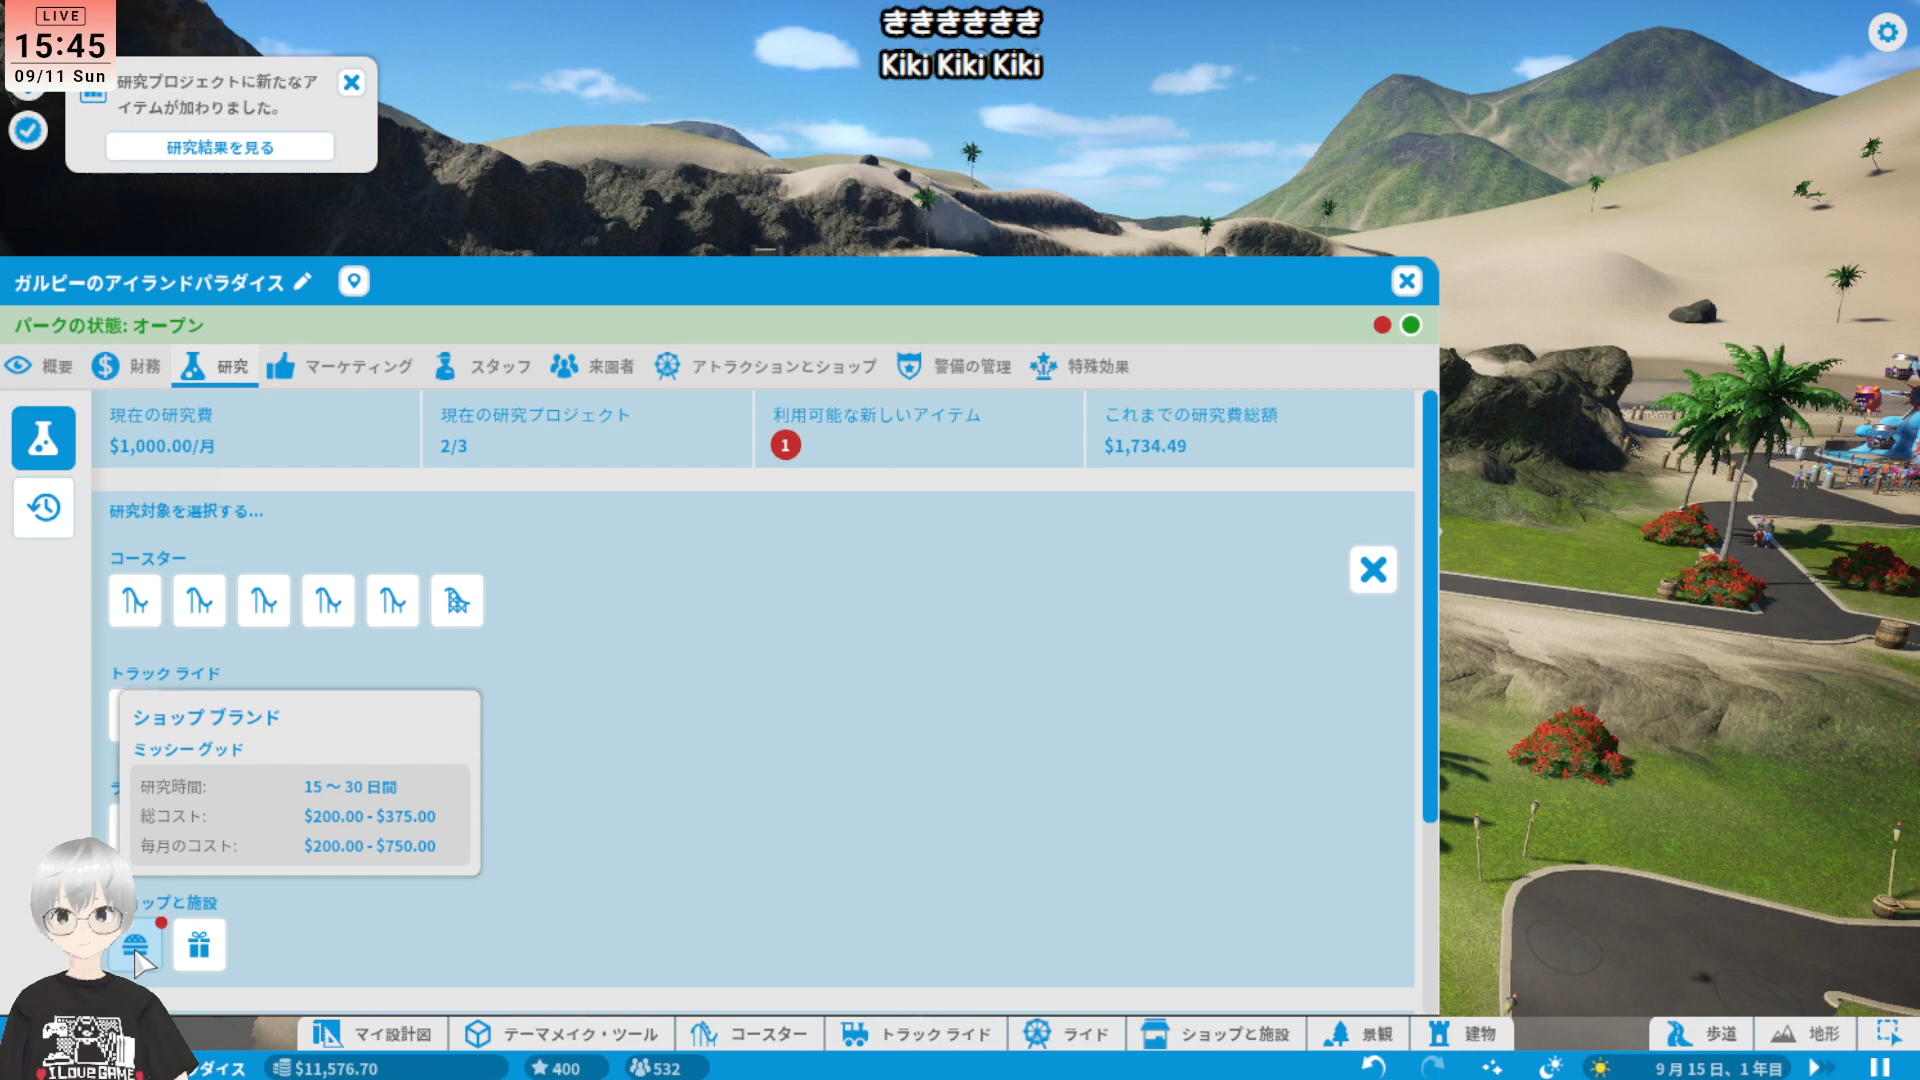 LIVE
15:45
09/11 Sun
研究プロジェクトに新たなア
イテムが加わりました。
研究結果を見る
きききききき
Kiki Kiki Kiki
ガルピーのアイランドパラダイス
パークの状態: オープン
概要
財務
研究
マーケティング
スタッフ
来園者
アトラクションとショップ
警備の管理
特殊効果
現在の研究費
$1,000.00/月
現在の研究プロジェクト
2/3
利用可能な新しいアイテム
1
これまでの研究費総額
$1,734.49
研究対象を選択する...
コースター
トラック ライド
ショップ ブランド
ミッシー グッド
研究時間:
15 〜 30 日間
総コスト:
$200.00 - $375.00
毎月のコスト:
$200.00 - $750.00
ップと施設
I LOVE GAME
マイ設計図
テーマメイク・ツール
コースター
トラック ライド
ライド
ショップと施設
景観
建物
歩道
地形
ダイス
$11,576.70
400
532
9月15日、1年目